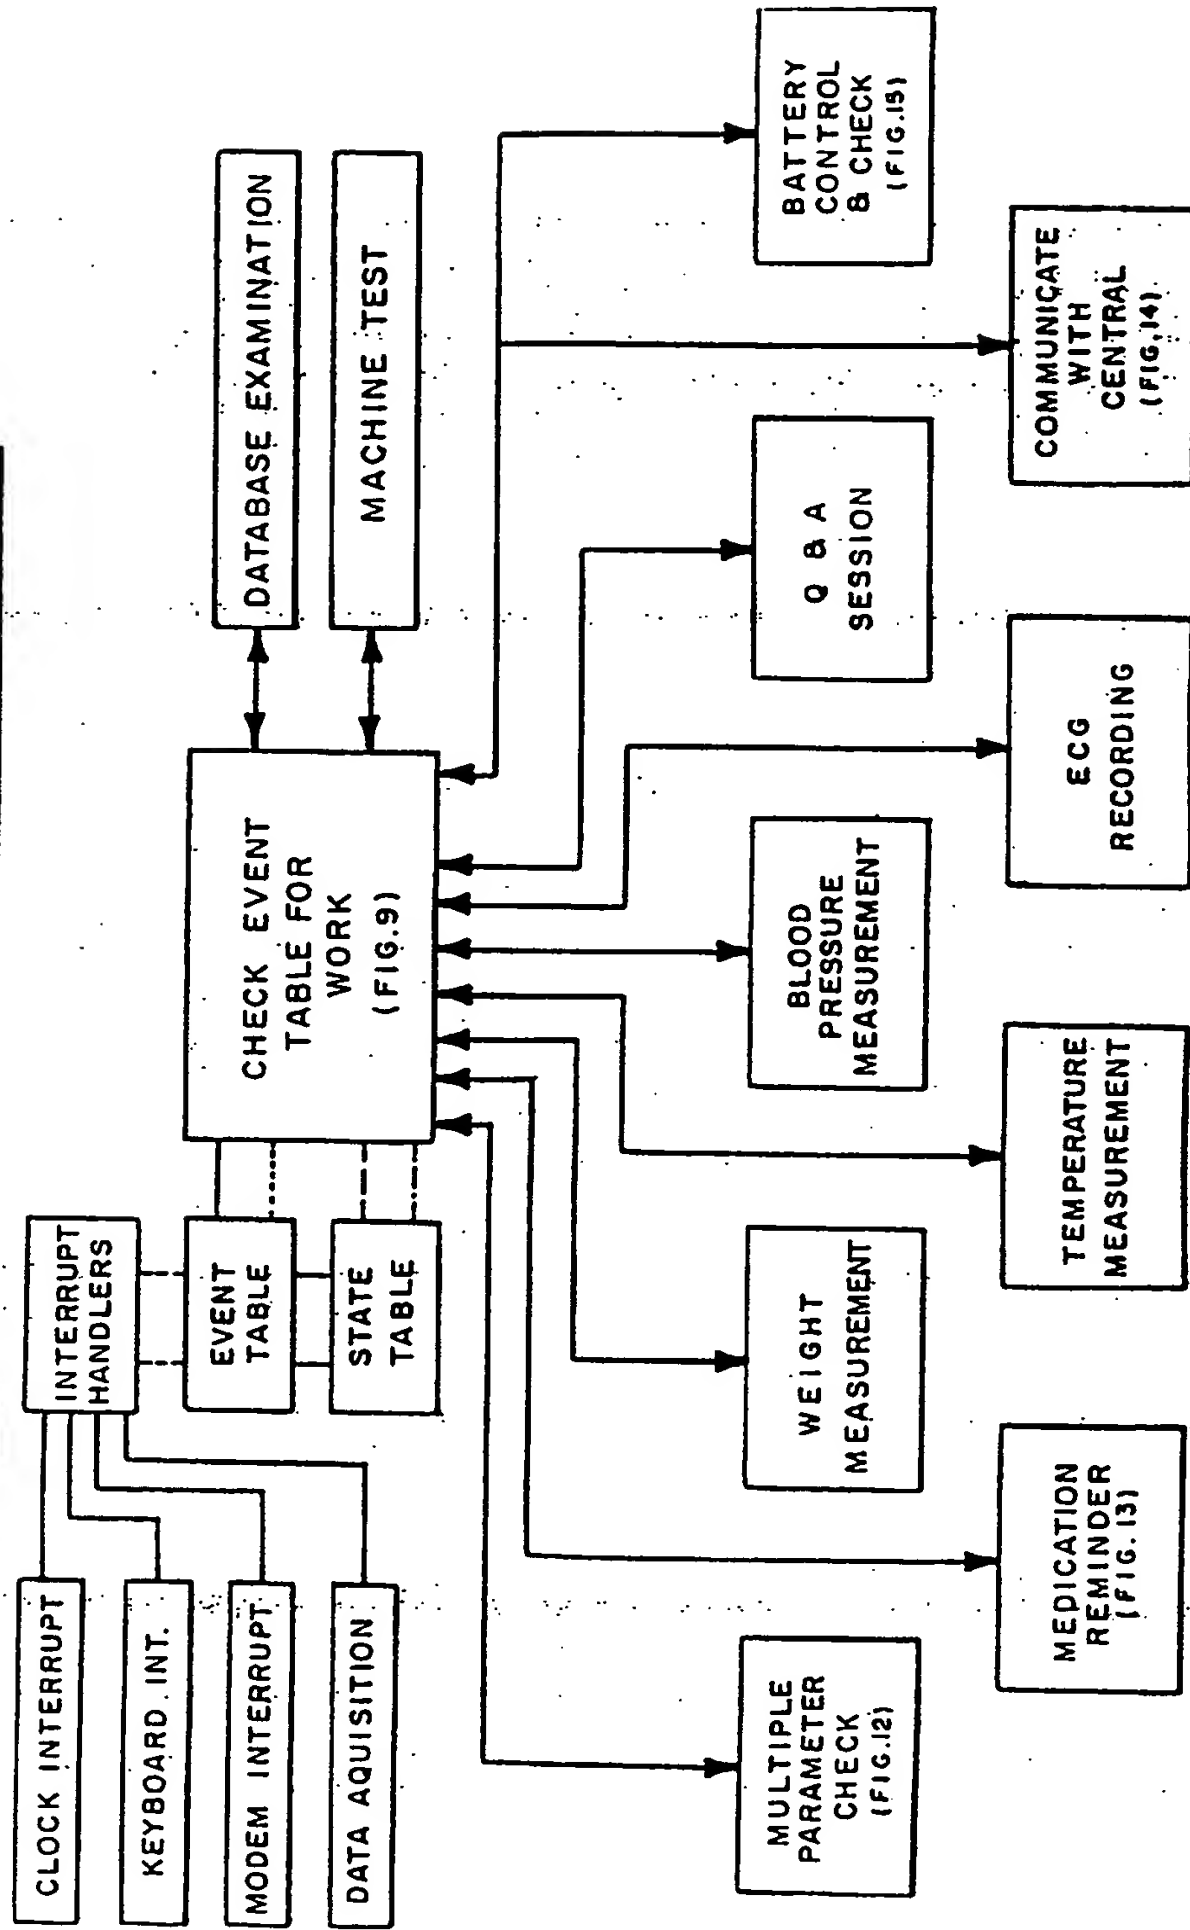 CLOCK INTERRUPT
KEYBOARD INT.
MODEM INTERRUPT
DATA AQUISITION
INTERRUPT
HANDLERS
EVENT
TABLE
STATE
TABLE
CHECK EVENT
TABLE FOR
WORK
(FIG.9)
DATABASE EXAMINATION
MACHINE TEST
MULTIPLE
PARAMETER
CHECK
(FIG.12)
WEIGHT
MEASUREMENT
BLOOD
PRESSURE
MEASUREMENT
Q & A
SESSION
BATTERY
CONTROL
& CHECK
(FIG.15)
MEDICATION
REMINDER
(FIG.13)
TEMPERATURE
MEASUREMENT
ECG
RECORDING
COMMUNICATE
WITH
CENTRAL
(FIG.14)